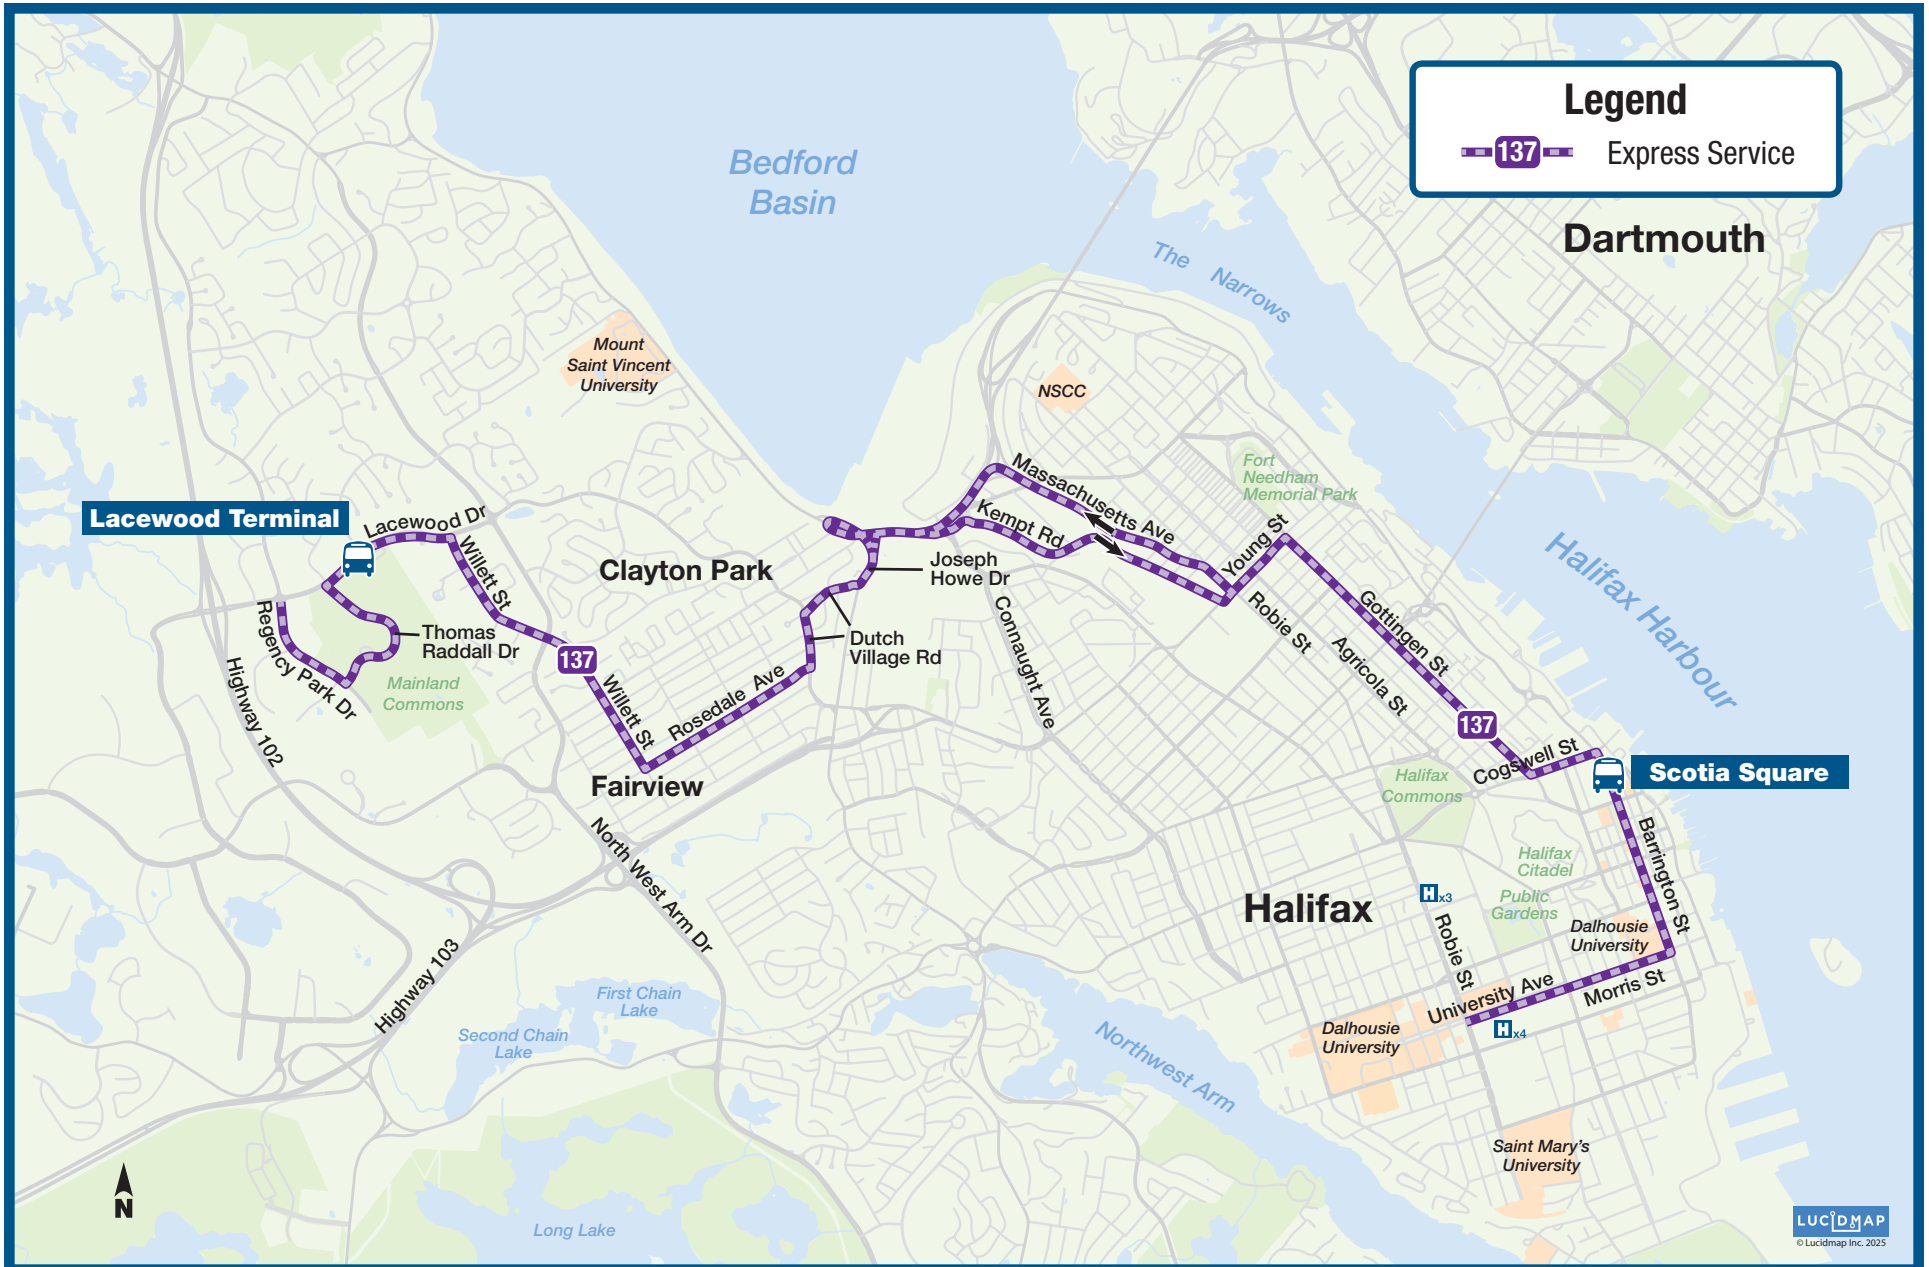 Legend
137
Express Service
Bedford
Basin
The Narrows
Dartmouth
Mount
Saint Vincent
University
NSCC
Fort
Needham
Memorial Park
Massachusetts Ave
Kempt Rd
Young St
Lacewood Terminal
Lacewood Dr
Willett St
Clayton Park
Joseph
Howe Dr
Halifax Harbour
Connaught Ave
Robie St
Gottingen St
Agricola St
Thomas
Raddall Dr
Dutch
Village Rd
Regency Park Dr
Highway 102
Mainland
Commons
137
Willett St
Rosedale Ave
Fairview
137
Cogswell St
Scotia Square
Halifax
Commons
Barrington St
North West Arm Dr
Halifax
Citadel
Public
Gardens
Halifax
H x3
Robie St
Dalhousie
University
Highway 103
First Chain
Lake
Second Chain
Lake
University Ave
Morris St
H x4
Dalhousie
University
Northwest Arm
Saint Mary's
University
N
Long Lake
LUCIDMAP
© Lucidmap Inc. 2025